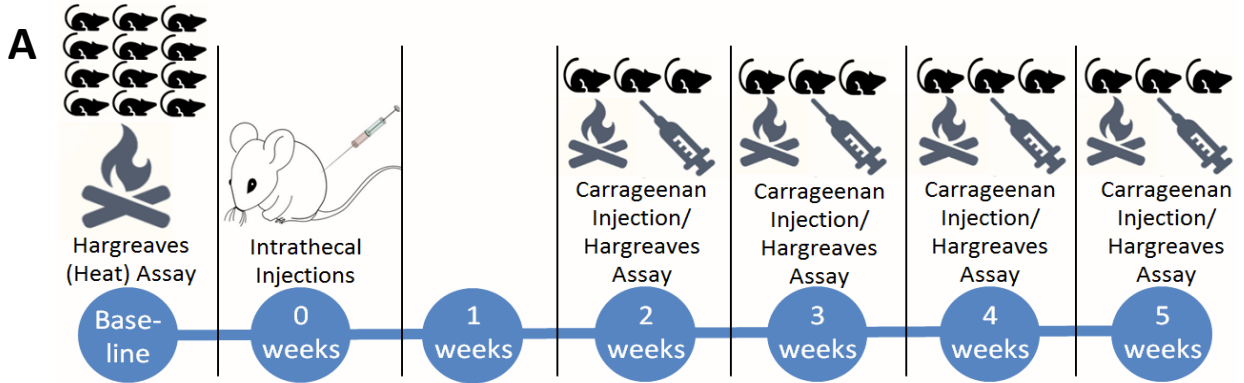 A
Hargreaves
(Heat) Assay
Intrathecal
Injections
Carrageenan
Injection/
Hargreaves
Assay
Carrageenan
Injection/
Hargreaves
Assay
Carrageenan
Injection/
Hargreaves
Assay
Carrageenan
Injection/
Hargreaves
Assay
Base-
line
0
weeks
1
weeks
2
weeks
3
weeks
4
weeks
5
weeks